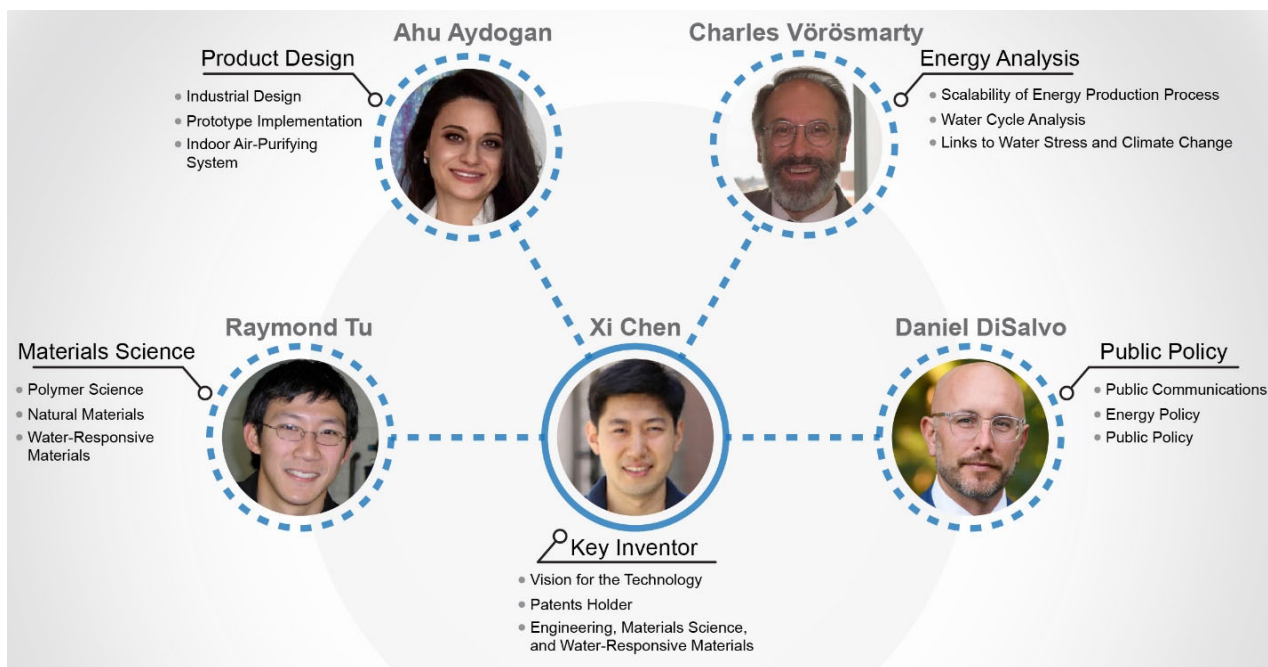 Ahu Aydogan
Charles Vörösmarty
Product Design
Industrial Design
Prototype Implementation
Indoor Air-Purifying
System
Energy Analysis
Scalability of Energy Production Process
Water Cycle Analysis
Links to Water Stress and Climate Change
Raymond Tu
Xi Chen
Daniel DiSalvo
Materials Science
Polymer Science
Natural Materials
Water-Responsive
Materials
Public Policy
Public Communications
Energy Policy
Public Policy
Key Inventor
Vision for the Technology
Patents Holder
Engineering, Materials Science,
and Water-Responsive Materials